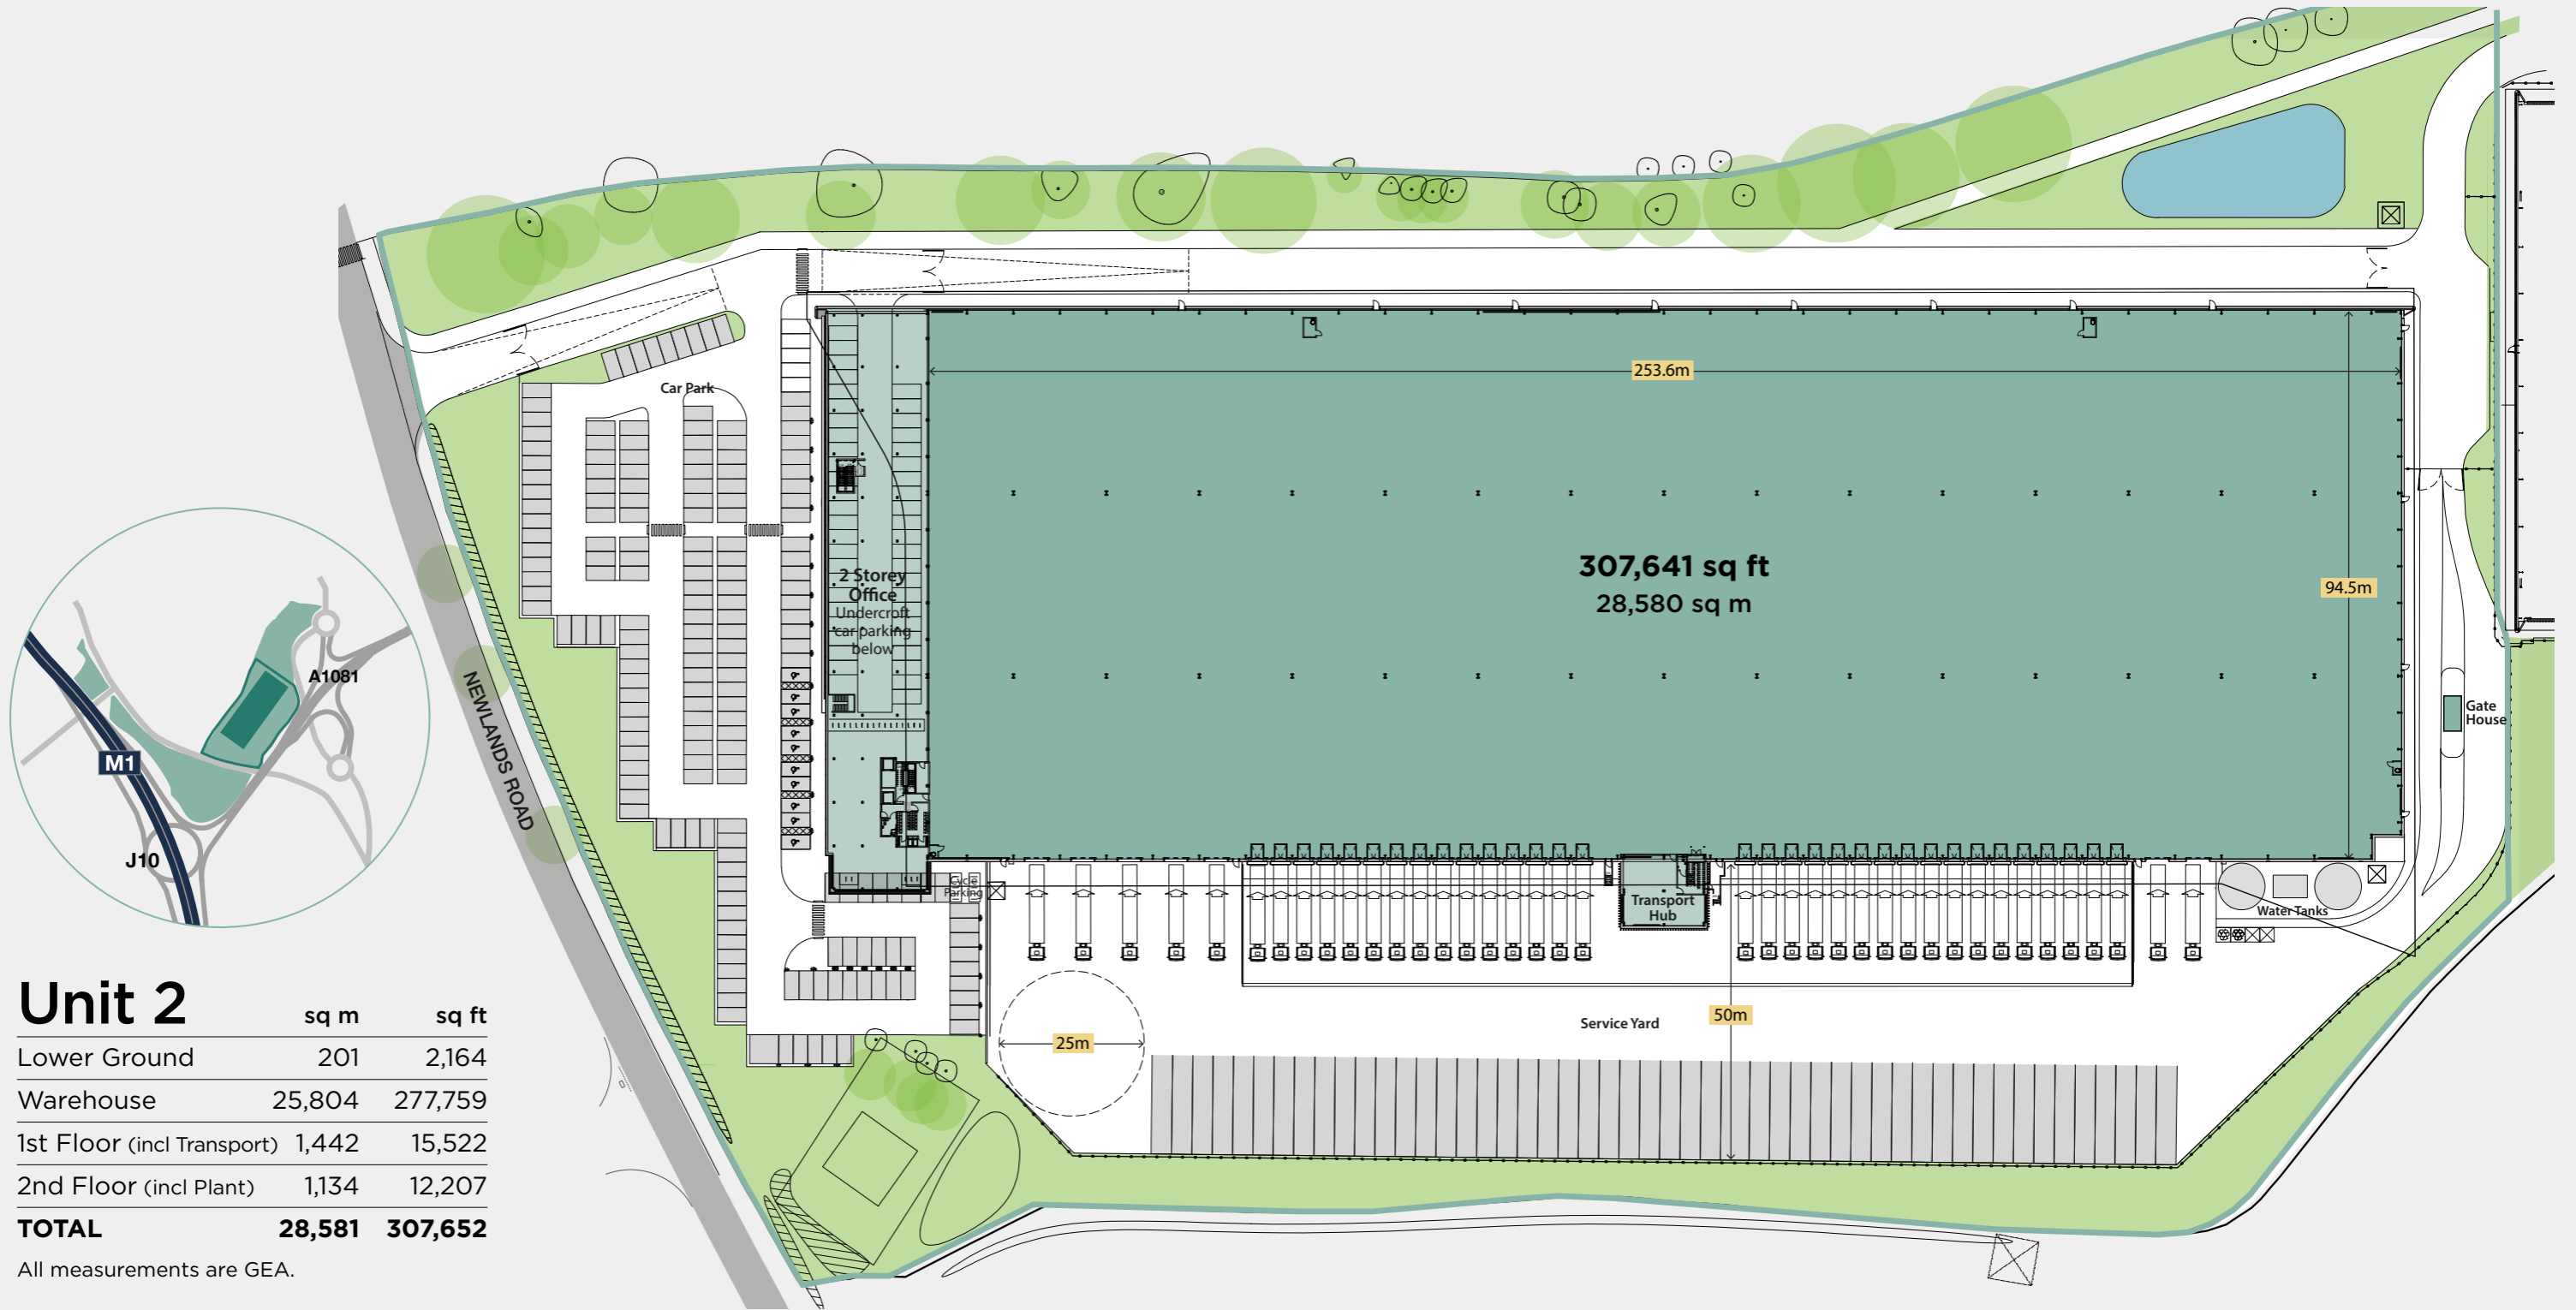 Car Park
253.6m
307,641 sq ft
28,580 sq m
94.5m
2 Storey
Office
Undercroft
car parking
below
A1081
M1
J10
NEWLANDS ROAD
Gate
House
Cycle
Parking
Transport
Hub
Water Tanks
Service Yard
50m
25m
Unit 2 sq m sq ft
Lower Ground 201 2,164
Warehouse 25,804 277,759
1st Floor (incl Transport) 1,442 15,522
2nd Floor (incl Plant) 1,134 12,207
TOTAL 28,581 307,652
All measurements are GEA.